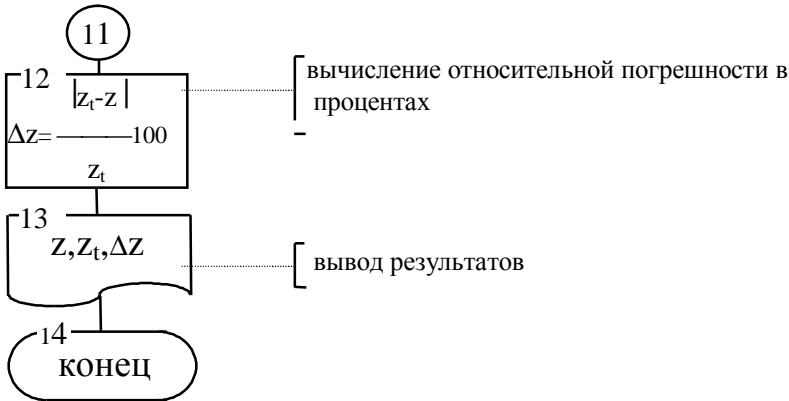 11
12
|zt-z |
Δz= ———100
zt
вычисление относительной погрешности в
процентах
13
z,zt,Δz
вывод результатов
14
конец